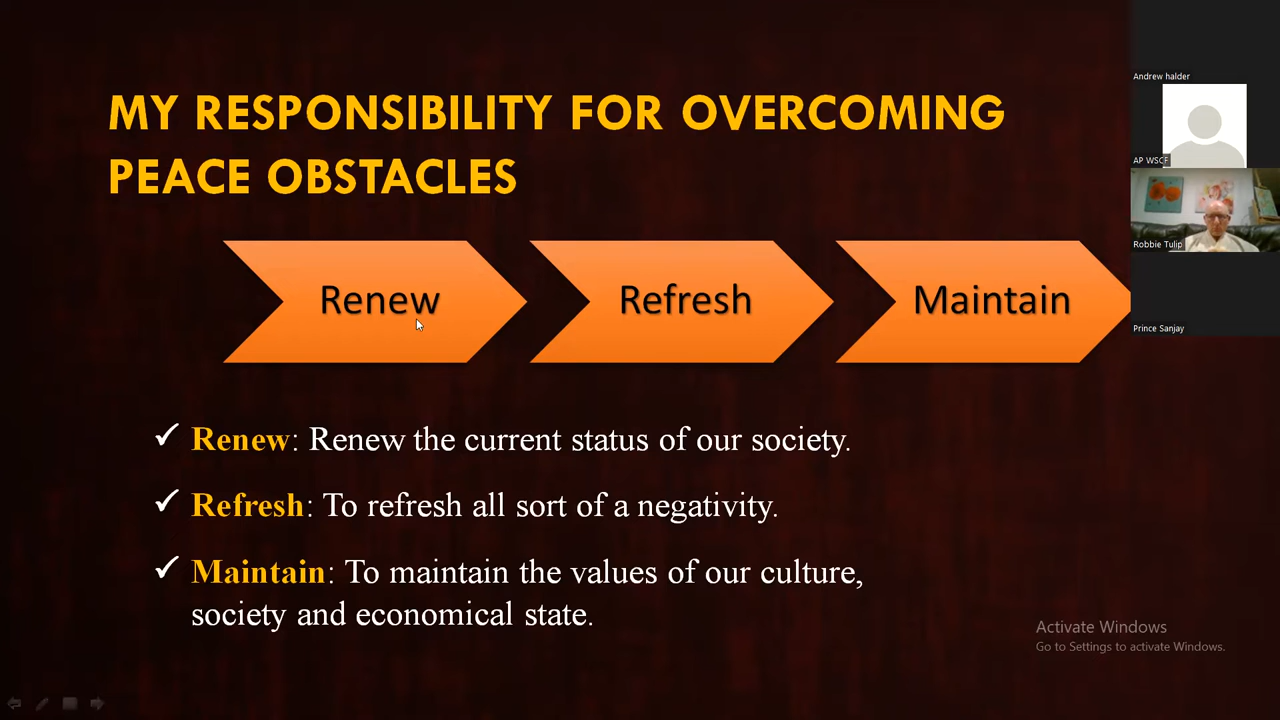 MY RESPONSIBILITY FOR OVERCOMING
PEACE OBSTACLES
Renew
Refresh
Maintain
✓ Renew: Renew the current status of our society.
✓ Refresh: To refresh all sort of a negativity.
✓ Maintain: To maintain the values of our culture,
society and economical state.
Andrew halder
AP WSCF
Robbie Tulip
Prince Sanjay
Activate Windows
Go to Settings to activate Windows.